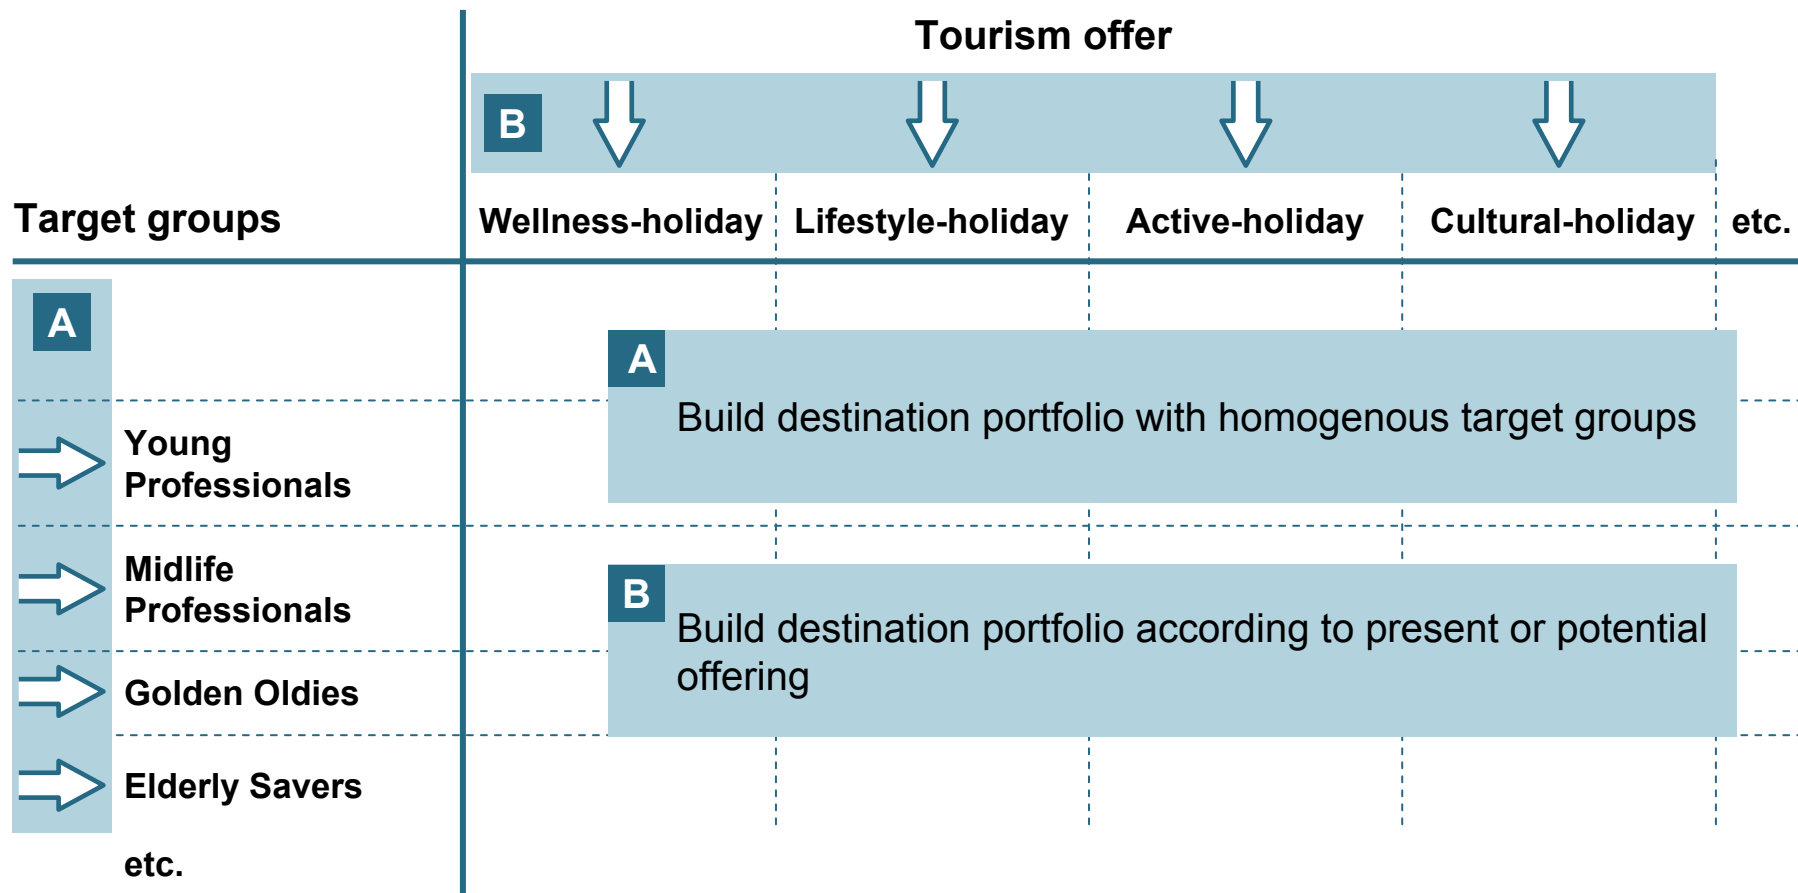 Tourism offer
B
Target groups
Wellness-holiday
Lifestyle-holiday
Active-holiday
Cultural-holiday
etc.
A
Young
Professionals
Midlife
Professionals
Golden Oldies
Elderly Savers
etc.
A
Build destination portfolio with homogenous target groups
B
Build destination portfolio according to present or potential
offering